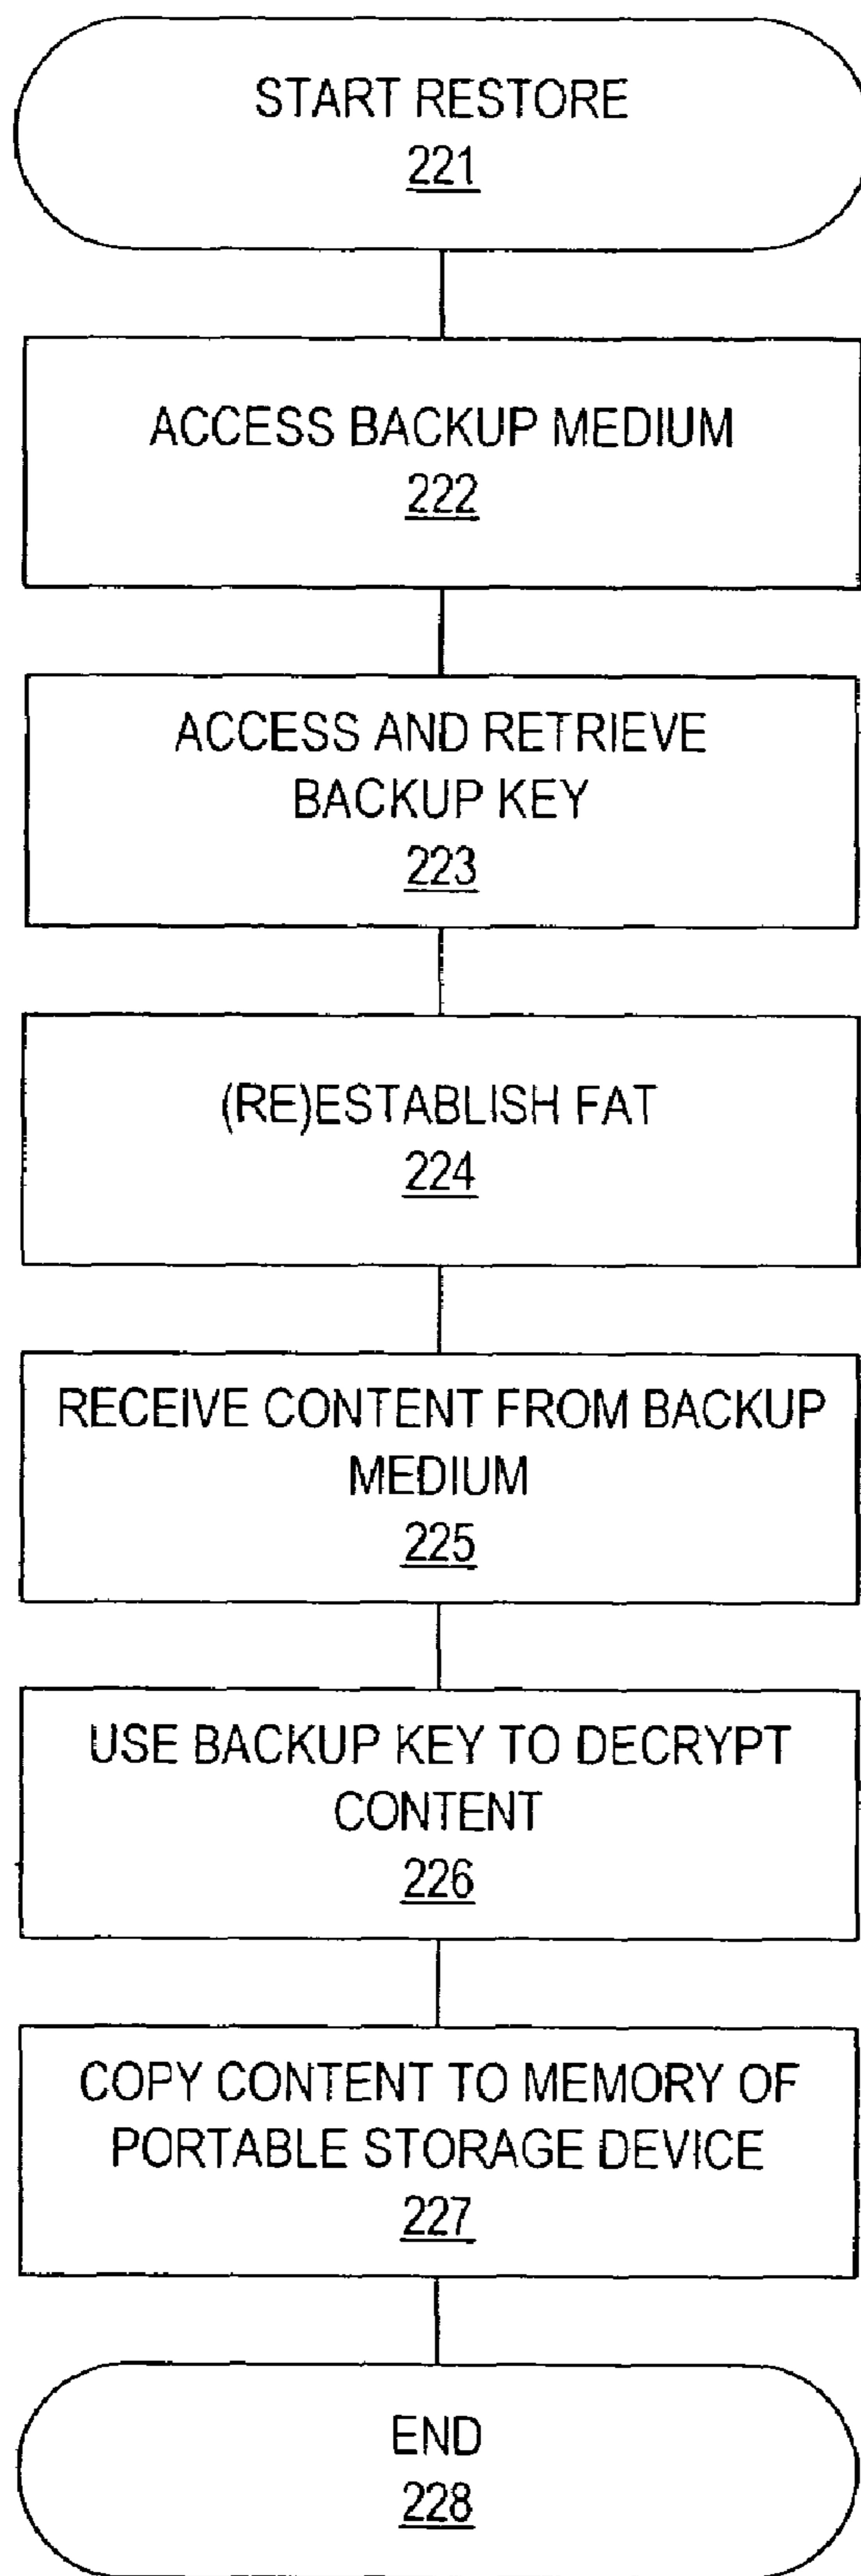 START RESTORE
221
ACCESS BACKUP MEDIUM
222
ACCESS AND RETRIEVE
BACKUP KEY
223
(RE)ESTABLISH FAT
224
RECEIVE CONTENT FROM BACKUP
MEDIUM
225
USE BACKUP KEY TO DECRYPT
CONTENT
226
COPY CONTENT TO MEMORY OF
PORTABLE STORAGE DEVICE
227
END
228